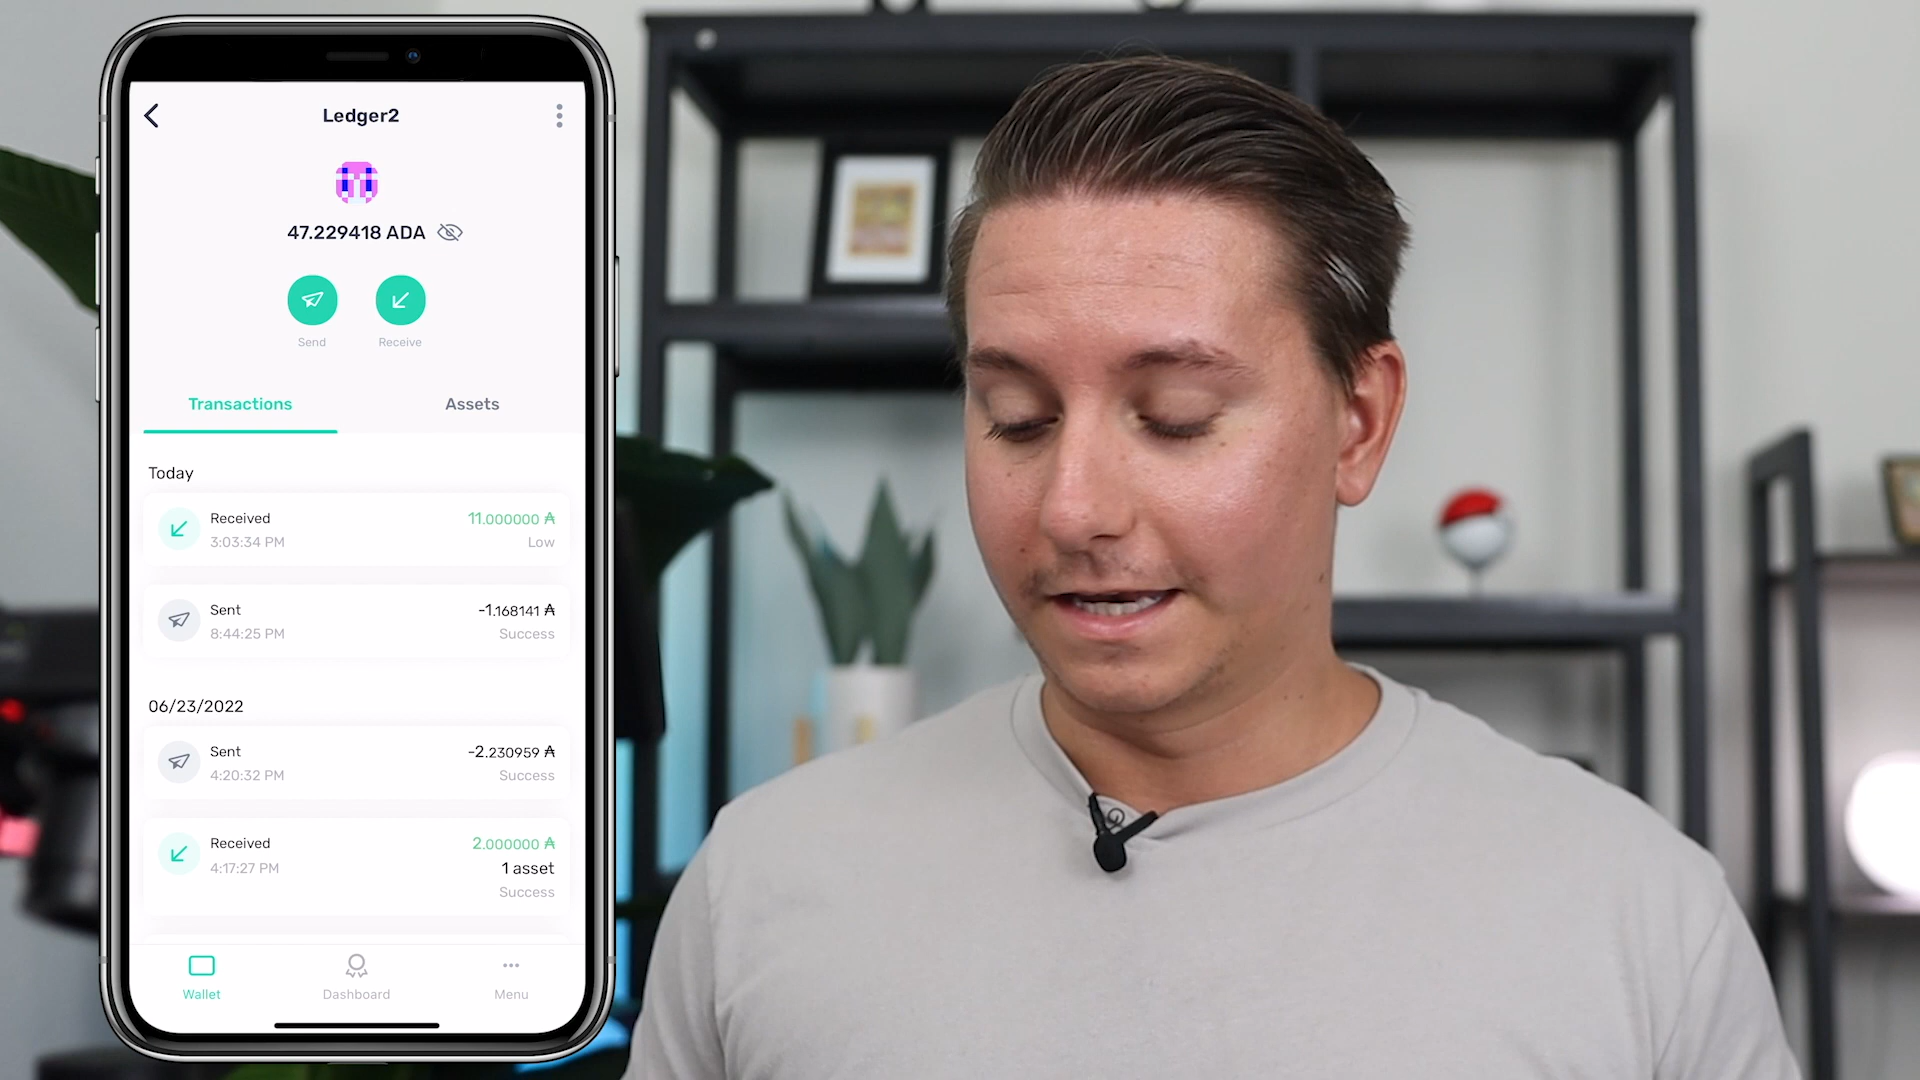 Ledger2
47.229418 ADA
Send
Receive
Transactions
Assets
Today
Received
11.000000 ₳
3:03:34 PM
Low
Sent
-1.168141 ₳
8:44:25 PM
Success
06/23/2022
Sent
-2.230959 ₳
4:20:32 PM
Success
Received
2.000000 ₳
4:17:27 PM
1 asset
Success
Wallet
Dashboard
Menu